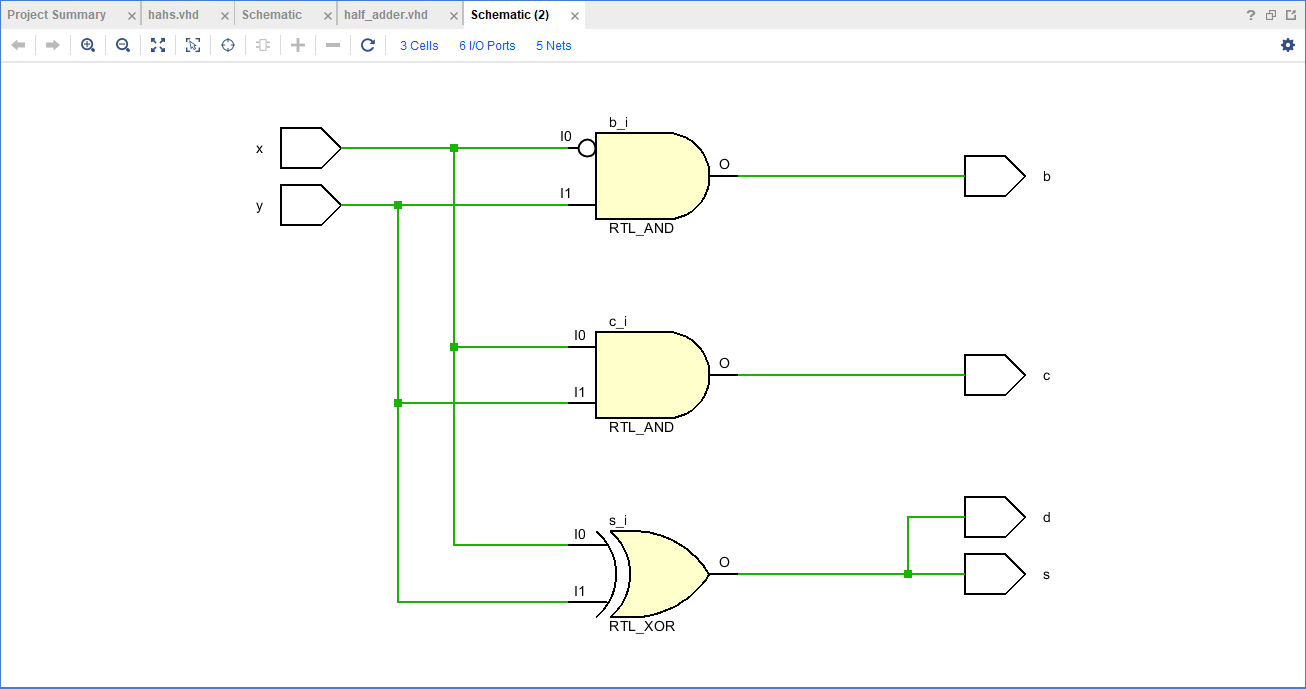 Project Summary hahs.vhd Schematic half_adder.vhd Schematic (2) ?
3 Cells 6 I/O Ports 5 Nets
b_i
I0
x
O
b
I1
y
RTL_AND
c_i
I0
O
c
I1
RTL_AND
d
s_i
I0
O
s
I1
RTL_XOR